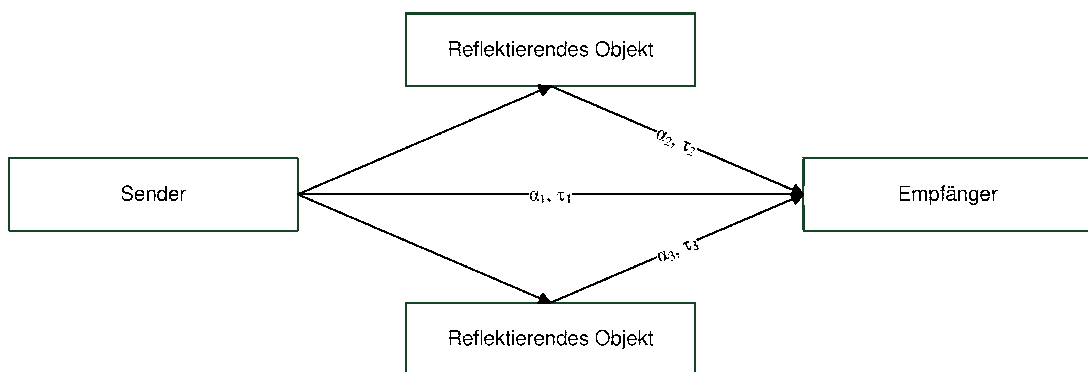 Reflektierendes Objekt
α₂, τ₂
Sender
α₁, τ₁
Empfänger
α₃, τ₃
Reflektierendes Objekt